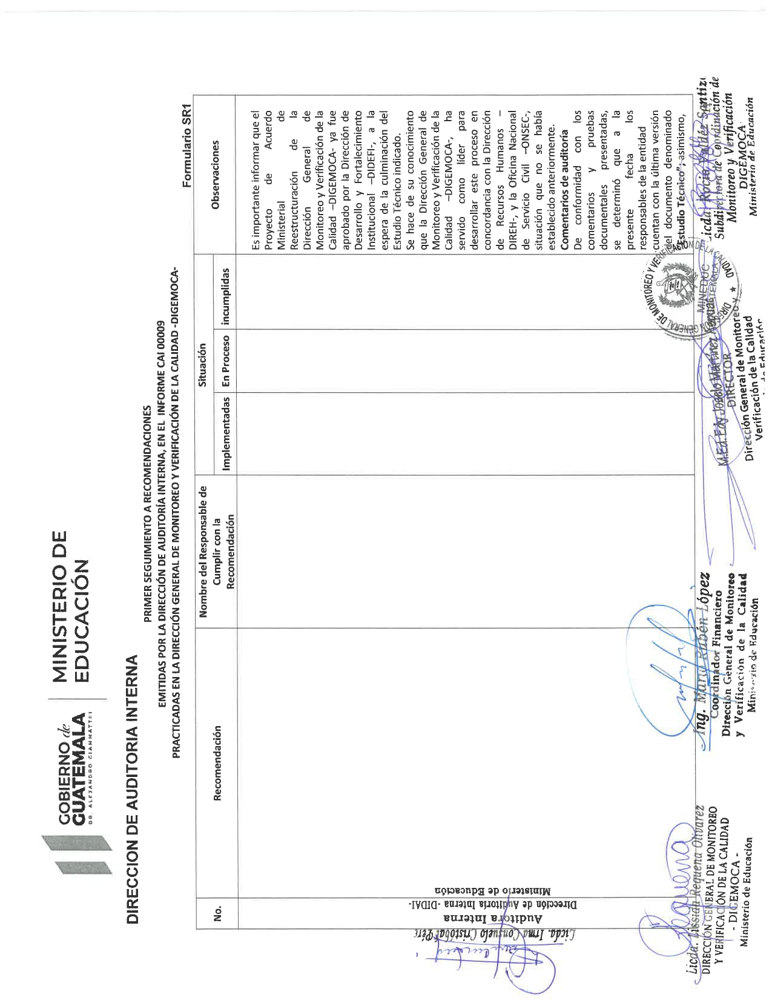 GOBIERNO de
GUATEMALA
DR. ALEJANDRO GIAMMATTEI
MINISTERIO DE
EDUCACIÓN
DIRECCION DE AUDITORIA INTERNA
PRIMER SEGUIMIENTO A RECOMENDACIONES
EMITIDAS POR LA DIRECCIÓN DE AUDITORÍA INTERNA, EN EL INFORME CAI 00009
PRACTICADAS EN LA DIRECCIÓN GENERAL DE MONITOREO Y VERIFICACIÓN DE LA CALIDAD -DIGEMOCA-
Formulario SR1
No.
Recomendación
Nombre del Responsable de
Cumplir con la
Recomendación
Situación
Implementadas
En Proceso
incumplidas
Observaciones
Es importante informar que el
Proyecto de Acuerdo
Ministerial de
Reestructuración de la
Dirección General de
Monitoreo y Verificación de la
Calidad –DIGEMOCA- ya fue
aprobado por la Dirección de
Desarrollo y Fortalecimiento
Institucional –DIDEFI-, a la
espera de la culminación del
Estudio Técnico indicado.
Se hace de su conocimiento
que la Dirección General de
Monitoreo y Verificación de la
Calidad –DIGEMOCA-, ha
servido como líder para
desarrollar este proceso en
concordancia con la Dirección
de Recursos Humanos –
DIREH-, y la Oficina Nacional
de Servicio Civil –ONSEC-,
situación que no se había
establecido anteriormente.
Comentarios de auditoría
De conformidad con los
comentarios y pruebas
documentales presentadas,
se determinó que a la
presente fecha los
responsables de la entidad
cuentan con la última versión
del documento denominado
"Estudio Técnico", asimismo,
Licda. Irma Consuelo Cristóbal
Auditora Interna
Dirección de Auditoría Interna -DIDAI-
Ministerio de Educación
Requena
Licda. Lissidh Requena Olivarez
DIRECCIÓN GENERAL DE MONITOREO
Y VERIFICACIÓN DE LA CALIDAD
- DIGEMOCA -
Ministerio de Educación
Ing. Mario Rubén López
Coordinador Financiero
Dirección General de Monitoreo
y Verificación de la Calidad
Ministerio de Educación
M.Ed. Edy Joselo Martínez
DIRECTOR
Dirección General de Monitoreo y
Verificación de la Calidad
de Educación
DIRECCION GENERAL DE MONITOREO Y VERIFICACION DE LA CALIDAD
MINEDUC
GUATEMALA
Licda. Rocío Valdéz Santizo
Subdirectora de Coordinación de
Monitoreo y Verificación
DIGEMOCA
Ministerio de Educación